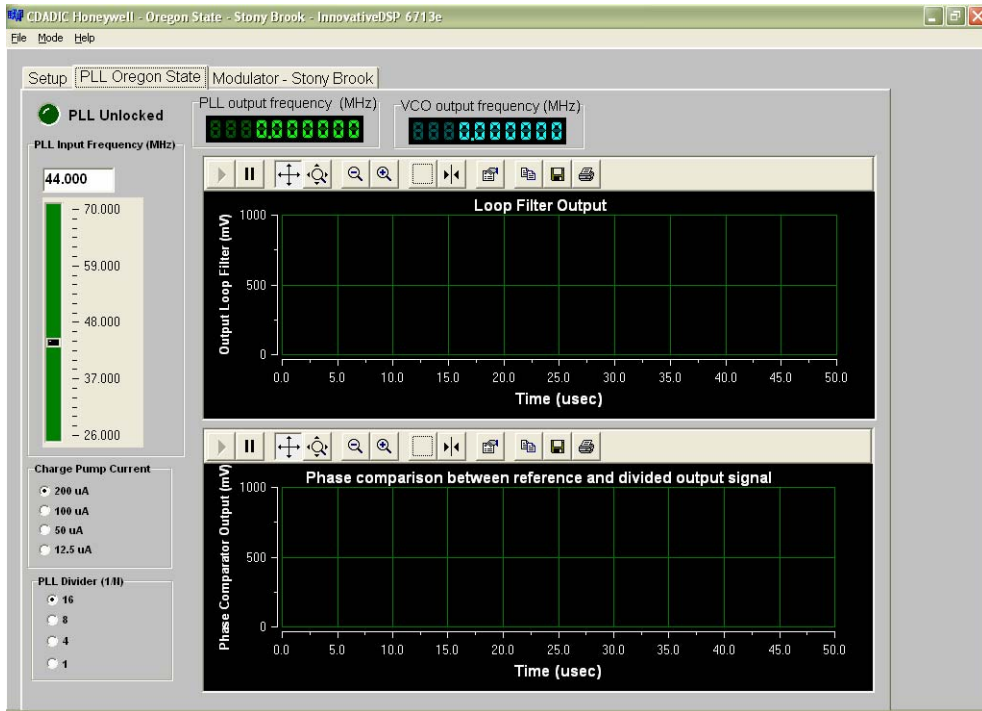 CDADIC Honeywell - Oregon State - Stony Brook - InnovativeDSP 6713e
File Mode Help
Setup PLL Oregon State Modulator - Stony Brook
PLL Unlocked
PLL output frequency (MHz)
0.000000
VCO output frequency (MHz)
0.000000
PLL Input Frequency (MHz)
44.000
70.000
59.000
48.000
37.000
26.000
Charge Pump Current
200 uA
100 uA
50 uA
12.5 uA
PLL Divider (1/N)
16
8
4
1
Loop Filter Output
Output Loop Filter (mV)
1000
500
0
0.0 5.0 10.0 15.0 20.0 25.0 30.0 35.0 40.0 45.0 50.0
Time (usec)
Phase comparison between reference and divided output signal
Phase Comparator Output (mV)
1000
500
0
0.0 5.0 10.0 15.0 20.0 25.0 30.0 35.0 40.0 45.0 50.0
Time (usec)